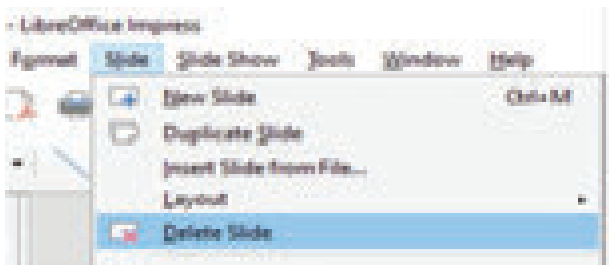 - LibreOffice Impress
Format Slide Slide Show Tools Window Help
New Slide Ctrl+M
Duplicate Slide
Insert Slide from File...
Layout
Delete Slide